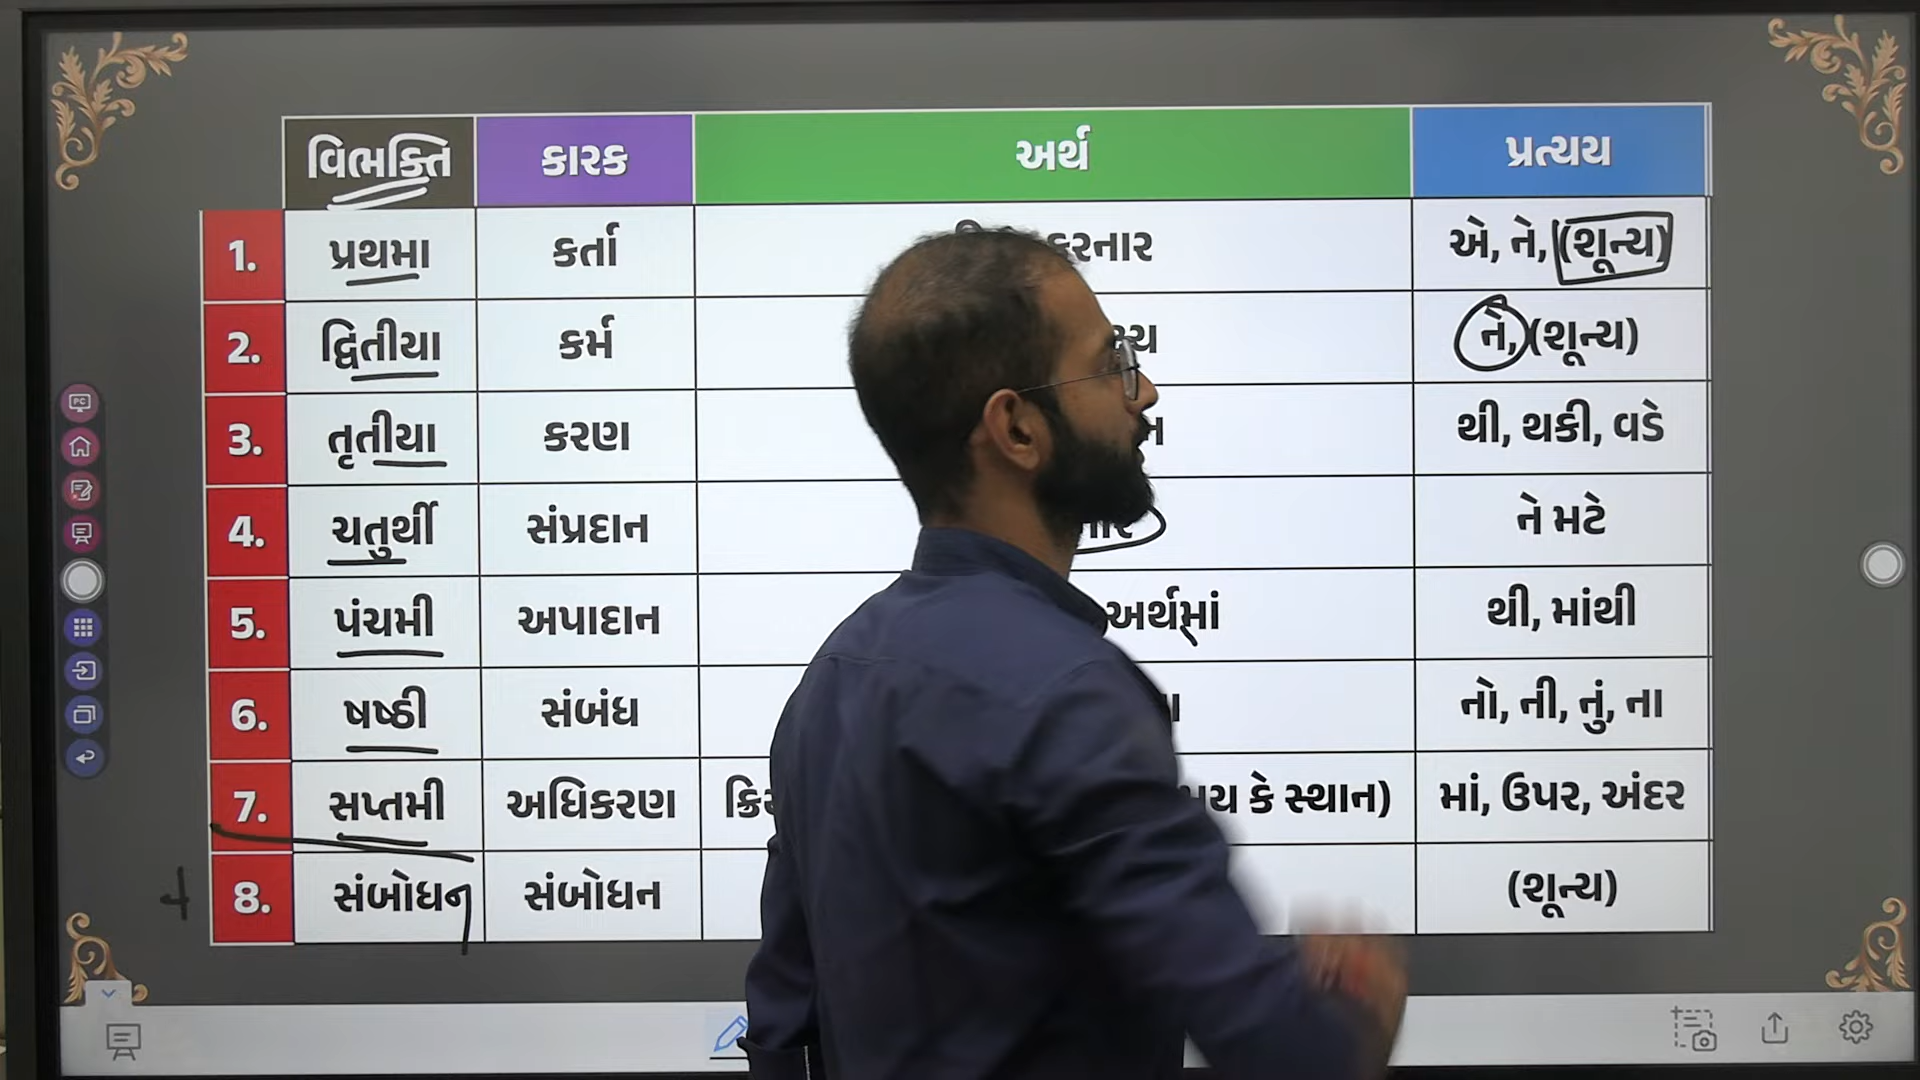 વિભક્તિ કારક અર્થ પ્રત્યય
1. પ્રથમા કર્તા કરનાર એ, ને, (શૂન્ય)
2. દ્વિતીયા કર્મ ને, (શૂન્ય)
3. તૃતીયા કરણ થી, થકી, વડે
4. ચતુર્થી સંપ્રદાન ને મટે
5. પંચમી અપાદાન અર્થમાં થી, માંથી
6. ષષ્ઠી સંબંધ નો, ની, નું, ના
7. સપ્તમી અધિકરણ કે સ્થાન) માં, ઉપર, અંદર
8. સંબોધન સંબોધન (શૂન્ય)